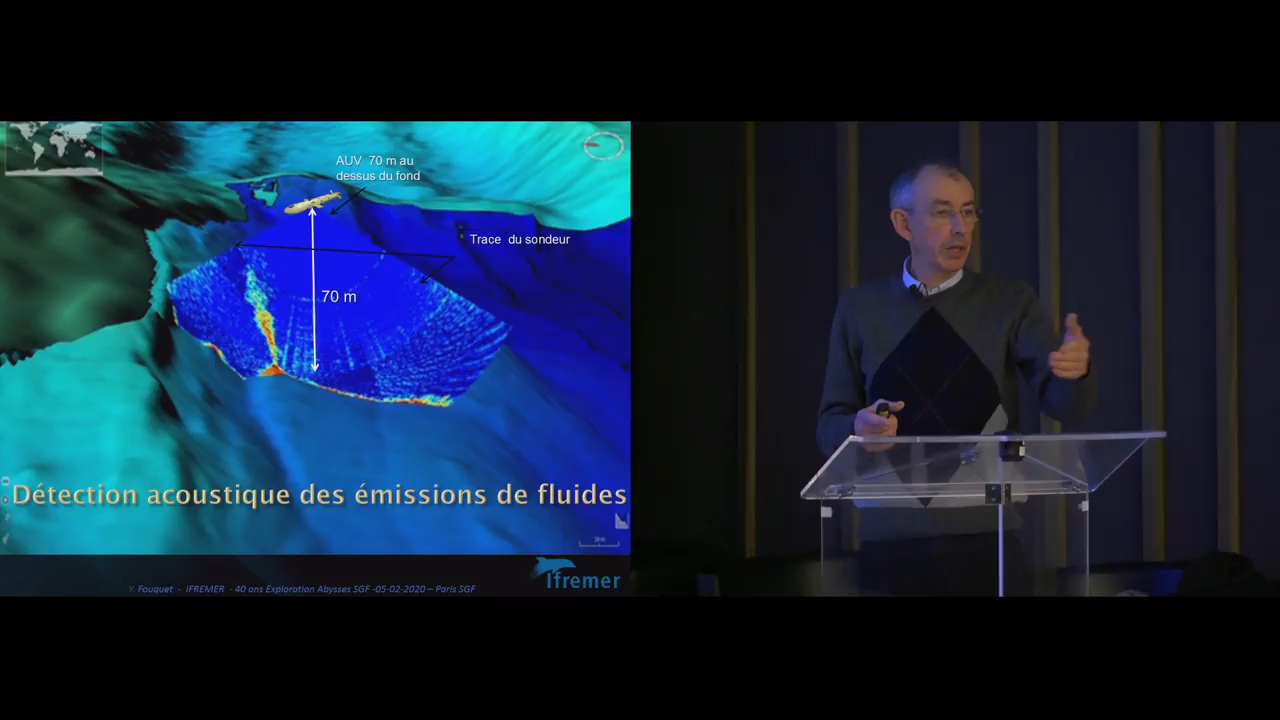 AUV 70 m au
dessus du fond
Trace du sondeur
70 m
Détection acoustique des émissions de fluides
Ifremer
Y. Fouquet - IFREMER - 40 ans Exploration Abysses SGF -05-02-2020 – Paris SGF